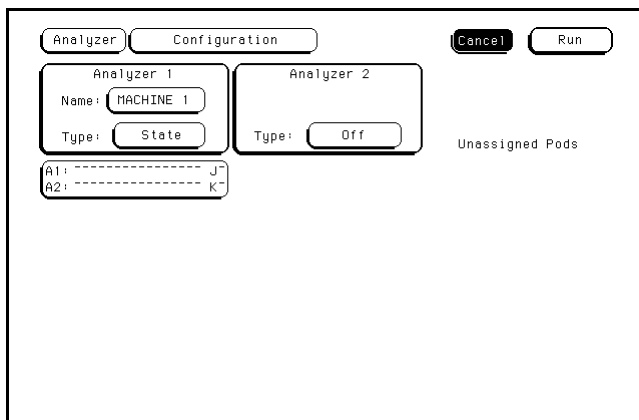 Analyzer Configuration Cancel Run
Analyzer 1 Analyzer 2
Name: MACHINE 1
Type: State Type: Off
Unassigned Pods
A1: ---------------- J-
A2: ---------------- K-